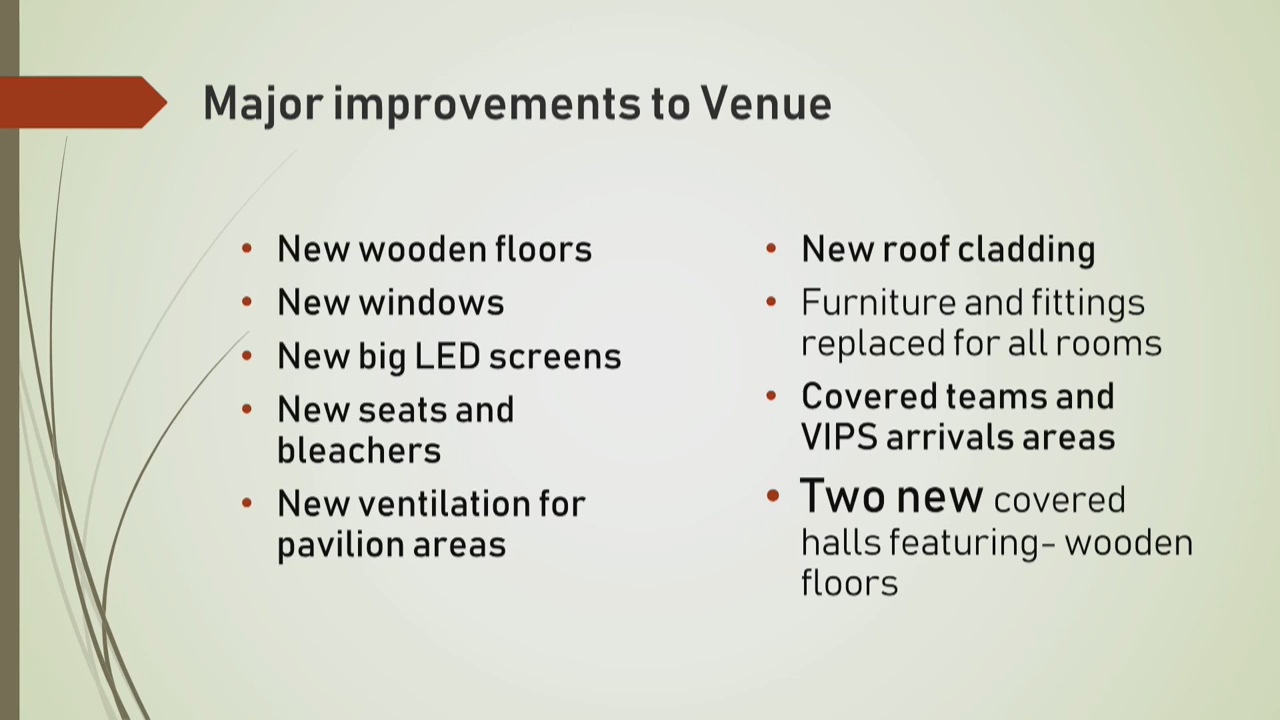 Major improvements to Venue
• New wooden floors
• New windows
• New big LED screens
• New seats and
bleachers
• New ventilation for
pavilion areas
• New roof cladding
• Furniture and fittings
replaced for all rooms
• Covered teams and
VIPS arrivals areas
• Two new covered
halls featuring- wooden
floors